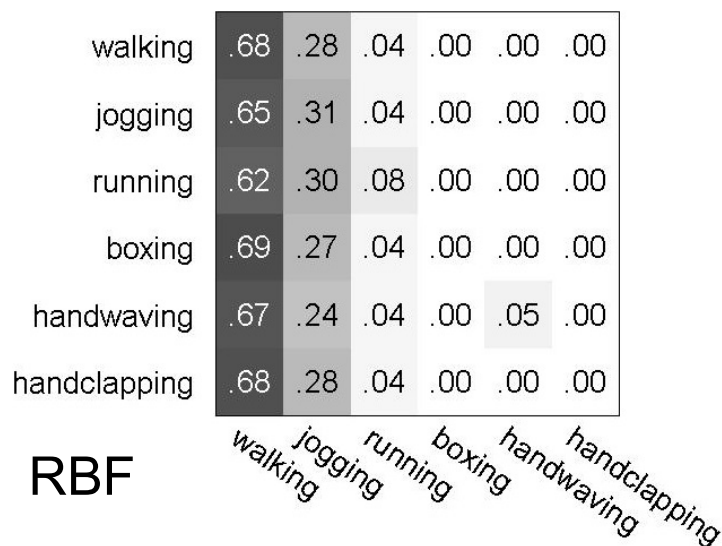 walking .68 .28 .04 .00 .00 .00
jogging .65 .31 .04 .00 .00 .00
running .62 .30 .08 .00 .00 .00
boxing .69 .27 .04 .00 .00 .00
handwaving .67 .24 .04 .00 .05 .00
handclapping .68 .28 .04 .00 .00 .00
walking jogging running boxing handwaving handclapping
RBF